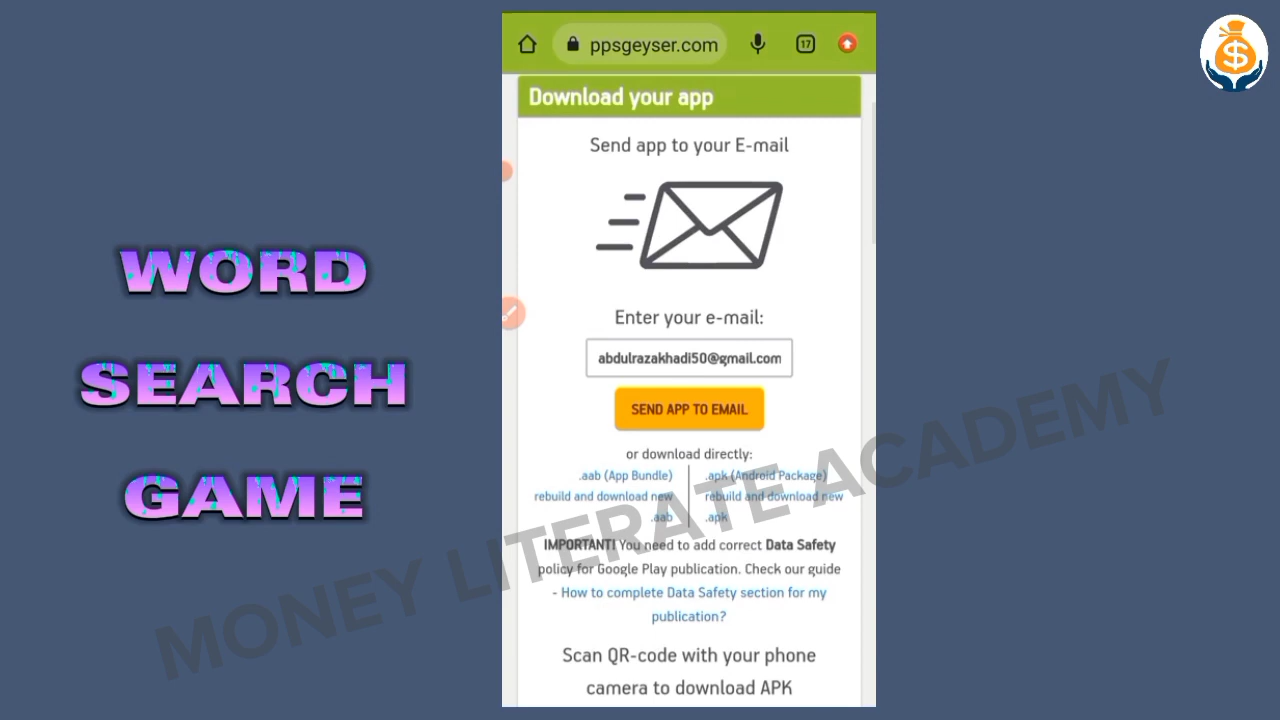 WORD
SEARCH
GAME
ppsgeyser.com
17
$
Download your app
Send app to your E-mail
Enter your e-mail:
abdulrazakhadi50@gmail.com
SEND APP TO EMAIL
or download directly:
.aab (App Bundle)
rebuild and download new
.aab
.apk (Android Package)
rebuild and download new
.apk
IMPORTANT! You need to add correct Data Safety
policy for Google Play publication. Check our guide
- How to complete Data Safety section for my
publication?
Scan QR-code with your phone
camera to download APK
MONEY LITERATE ACADEMY